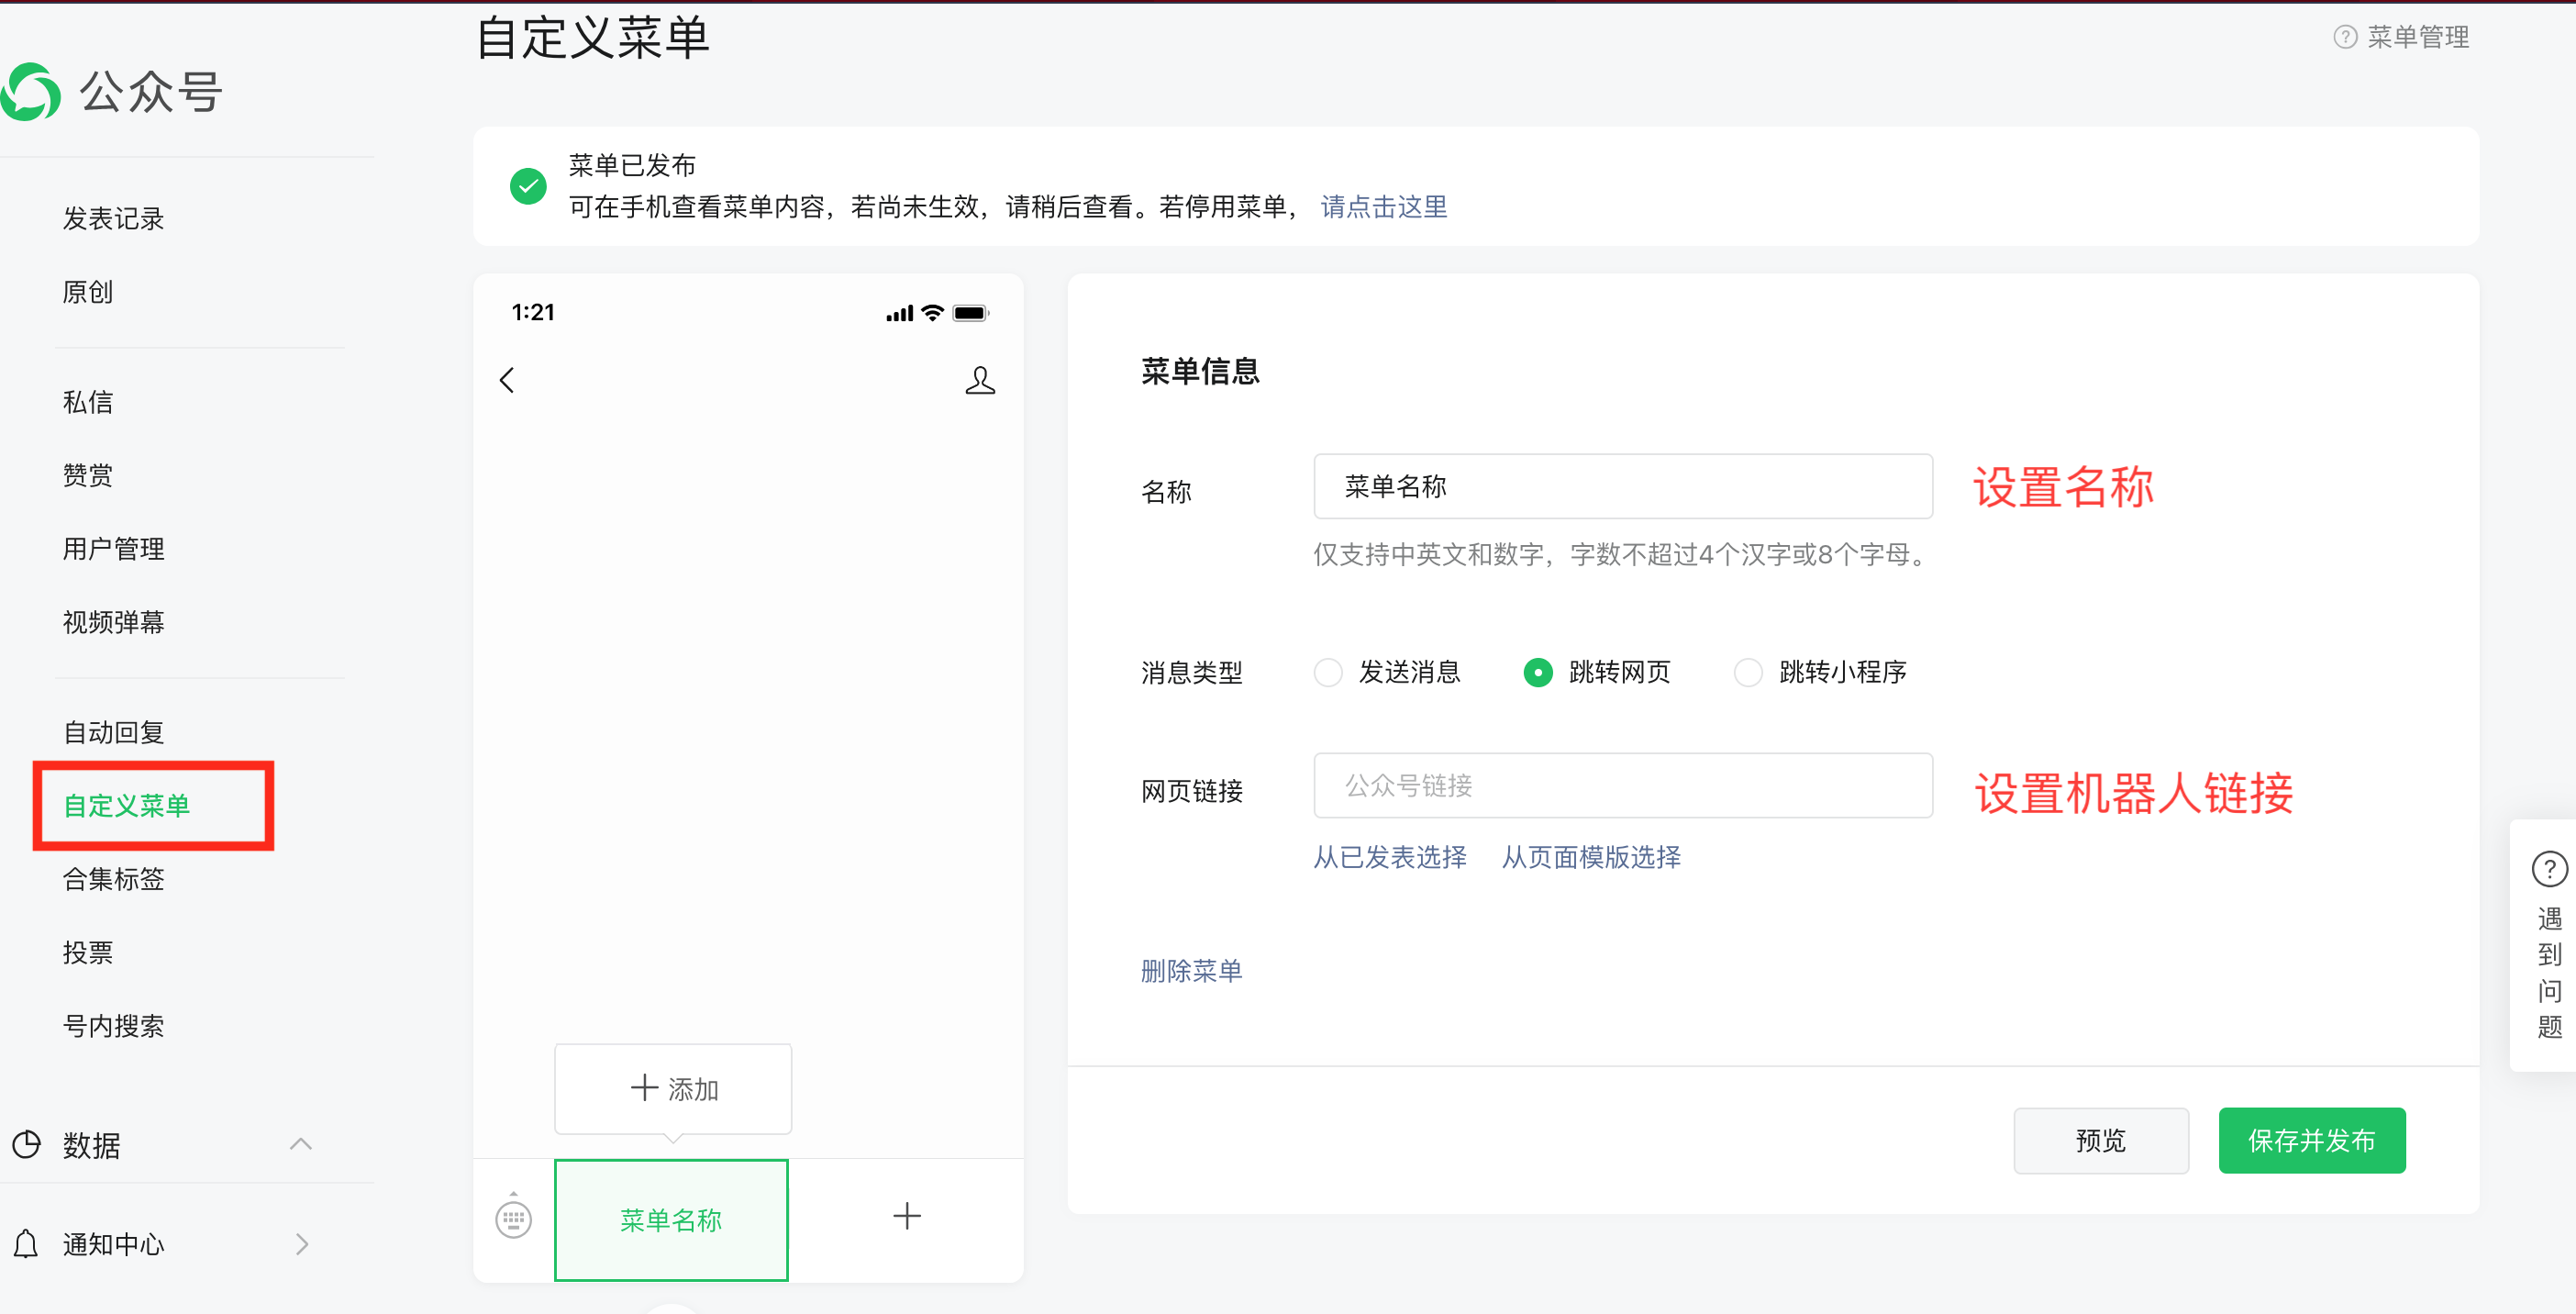 自定义菜单
菜单管理
公众号
发表记录
原创
私信
赞赏
用户管理
视频弹幕
自动回复
自定义菜单
合集标签
投票
号内搜索
数据
通知中心
菜单已发布
可在手机查看菜单内容，若尚未生效，请稍后查看。若停用菜单， 请点击这里
1:21
添加
菜单名称
菜单信息
名称 菜单名称 设置名称
仅支持中英文和数字，字数不超过4个汉字或8个字母。
消息类型 发送消息 跳转网页 跳转小程序
网页链接 公众号链接 设置机器人链接
从已发表选择 从页面模版选择
删除菜单
预览 保存并发布
遇到问题